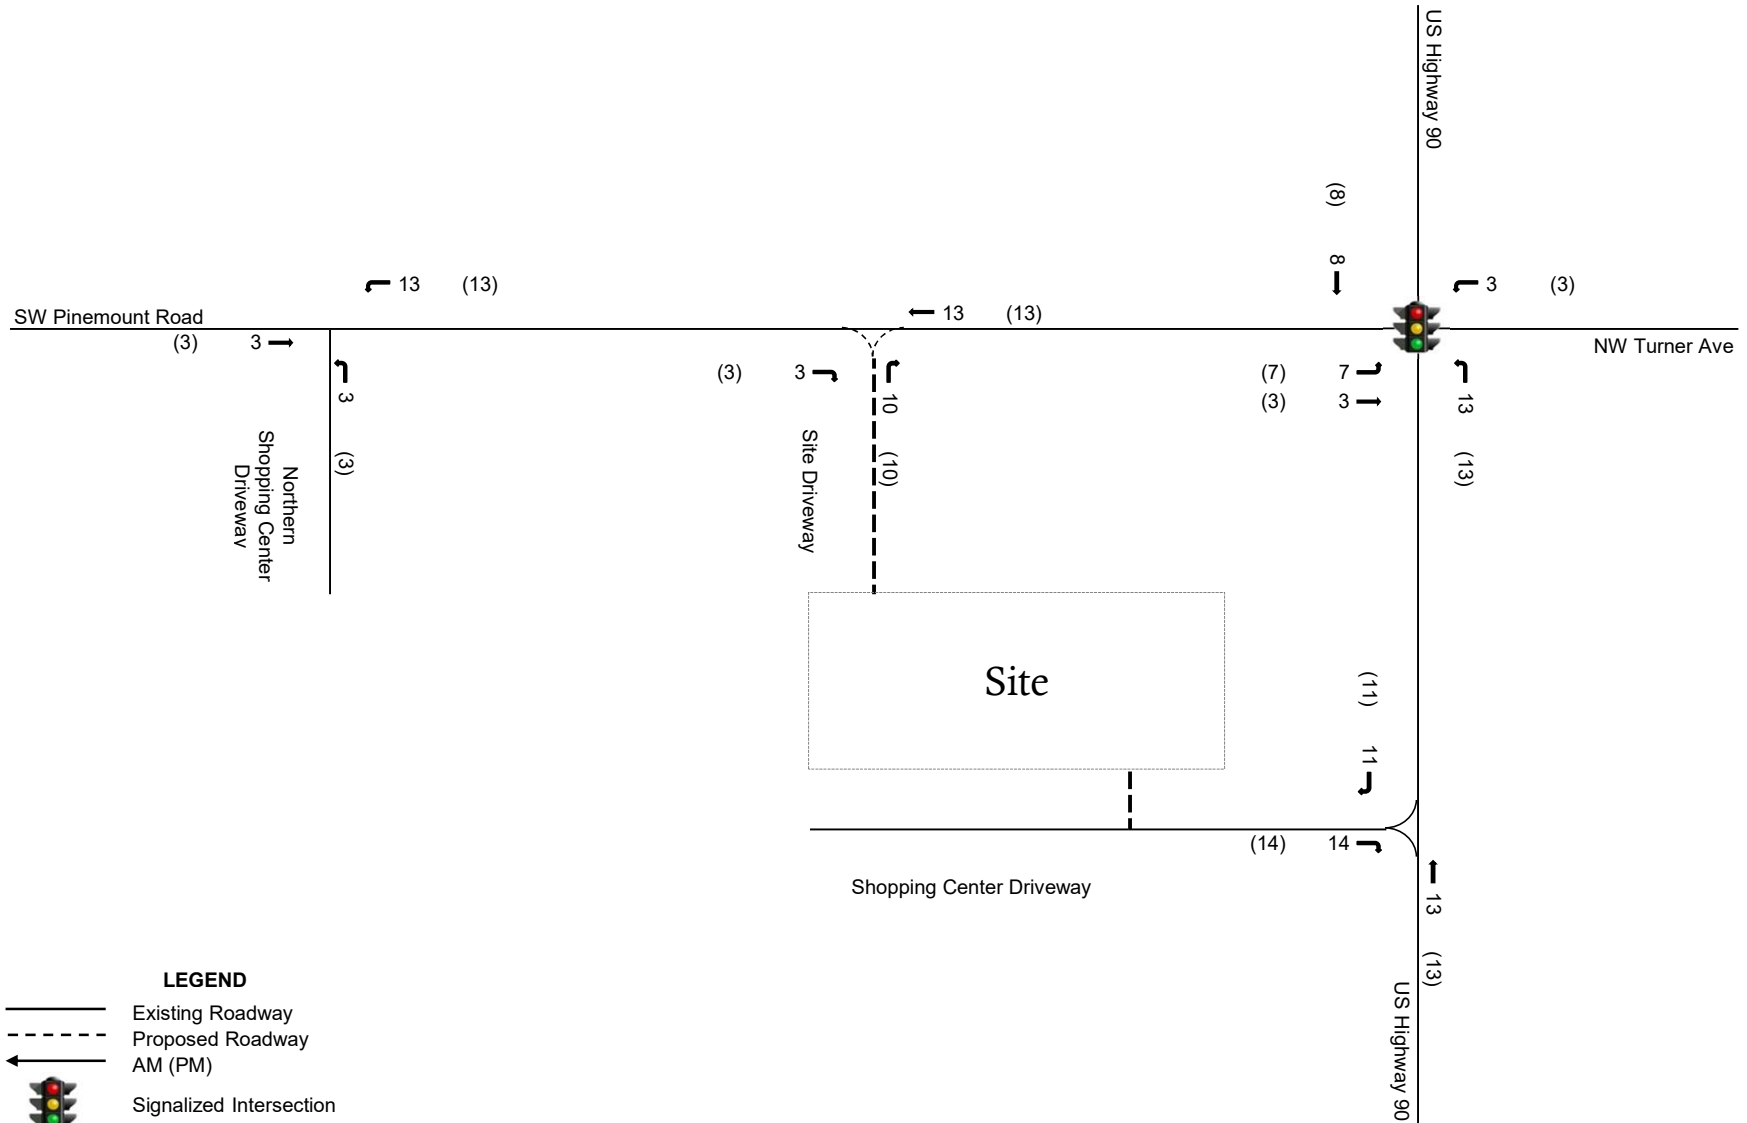 US Highway 90
(8)
8
13 (13)
3 (3)
SW Pinemount Road
13 (13)
(3) 3
NW Turner Ave
(3) 3
10
(7) 7
(3) 3
13
3
(3)
(10)
(13)
Northern
Shopping Center
Driveway
Site Driveway
Site
(11)
11
(14) 14
Shopping Center Driveway
13
(13)
US Highway 90
LEGEND
Existing Roadway
Proposed Roadway
AM (PM)
Signalized Intersection